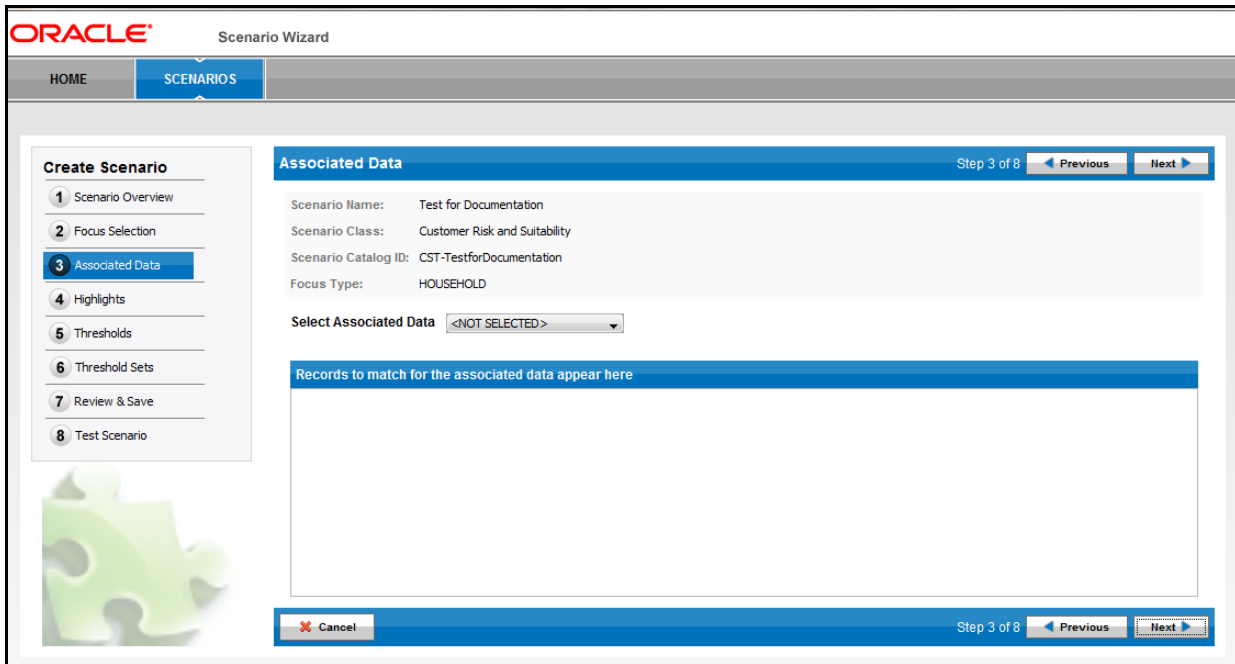 ORACLE Scenario Wizard
HOME SCENARIOS
Create Scenario
1 Scenario Overview
2 Focus Selection
3 Associated Data
4 Highlights
5 Thresholds
6 Threshold Sets
7 Review & Save
8 Test Scenario
Associated Data Step 3 of 8 Previous Next
Scenario Name: Test for Documentation
Scenario Class: Customer Risk and Suitability
Scenario Catalog ID: CST-TestforDocumentation
Focus Type: HOUSEHOLD
Select Associated Data <NOT SELECTED>
Records to match for the associated data appear here
Cancel Step 3 of 8 Previous Next